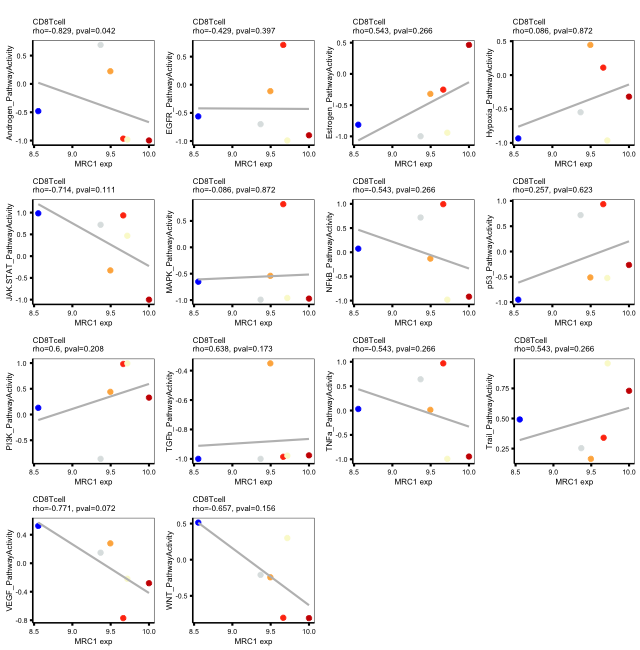 CD8Tcell
rho=-0.829, pval=0.042
Androgen_PathwayActivity
0.5
0.0
-0.5
-1.0
8.5 9.0 9.5 10.0
MRC1 exp
CD8Tcell
rho=-0.429, pval=0.397
EGFR_PathwayActivity
0.5
0.0
-0.5
-1.0
8.5 9.0 9.5 10.0
MRC1 exp
CD8Tcell
rho=0.543, pval=0.266
Estrogen_PathwayActivity
0.5
0.0
-0.5
-1.0
8.5 9.0 9.5 10.0
MRC1 exp
CD8Tcell
rho=0.086, pval=0.872
Hypoxia_PathwayActivity
0.5
0.0
-0.5
-1.0
8.5 9.0 9.5 10.0
MRC1 exp
CD8Tcell
rho=-0.714, pval=0.111
JAK-STAT_PathwayActivity
1.0
0.5
0.0
-0.5
-1.0
8.5 9.0 9.5 10.0
MRC1 exp
CD8Tcell
rho=-0.086, pval=0.872
MAPK_PathwayActivity
0.5
0.0
-0.5
-1.0
8.5 9.0 9.5 10.0
MRC1 exp
CD8Tcell
rho=-0.543, pval=0.266
NFkB_PathwayActivity
1.0
0.5
0.0
-0.5
-1.0
8.5 9.0 9.5 10.0
MRC1 exp
CD8Tcell
rho=0.257, pval=0.623
p53_PathwayActivity
1.0
0.5
0.0
-0.5
-1.0
8.5 9.0 9.5 10.0
MRC1 exp
CD8Tcell
rho=0.6, pval=0.208
PI3K_PathwayActivity
1.0
0.5
0.0
-0.5
8.5 9.0 9.5 10.0
MRC1 exp
CD8Tcell
rho=0.638, pval=0.173
TGFb_PathwayActivity
-0.4
-0.6
-0.8
-1.0
8.5 9.0 9.5 10.0
MRC1 exp
CD8Tcell
rho=-0.543, pval=0.266
TNFa_PathwayActivity
1.0
0.5
0.0
-0.5
-1.0
8.5 9.0 9.5 10.0
MRC1 exp
CD8Tcell
rho=0.543, pval=0.266
Trail_PathwayActivity
0.75
0.50
0.25
8.5 9.0 9.5 10.0
MRC1 exp
CD8Tcell
rho=-0.771, pval=0.072
VEGF_PathwayActivity
0.4
0.0
-0.4
-0.8
8.5 9.0 9.5 10.0
MRC1 exp
CD8Tcell
rho=-0.657, pval=0.156
WNT_PathwayActivity
0.5
0.0
-0.5
8.5 9.0 9.5 10.0
MRC1 exp